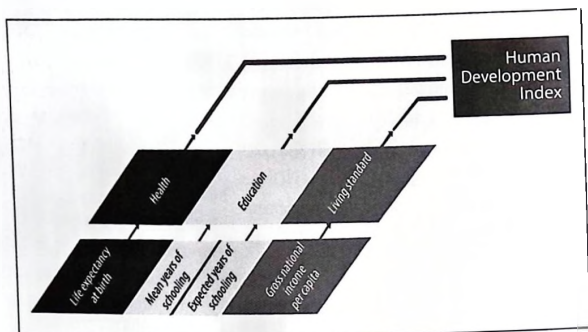 Human
Development
Index
Health
Education
Living standard
Life expectancy
at birth
Mean years of
schooling
Expected years of
schooling
Gross national
income
per capita